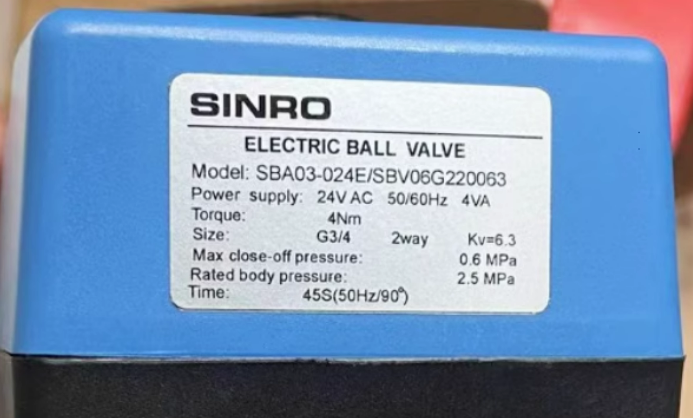 SINRO
ELECTRIC BALL VALVE
Model: SBA03-024E/SBV06G220063
Power supply: 24V AC 50/60Hz 4VA
Torque: 4Nm
Size: G3/4 2way Kv=6.3
Max close-off pressure: 0.6 MPa
Rated body pressure: 2.5 MPa
Time: 45S(50Hz/90°)